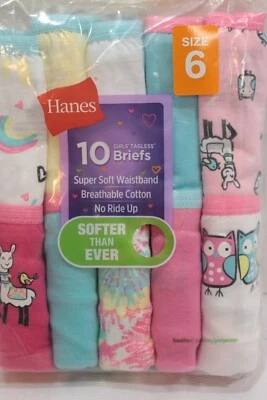 SIZE
6
Hanes
GIRLS' TAGLESS
10 Briefs
Super Soft Waistband
Breathable Cotton
No Ride Up
SOFTER
THAN
EVER